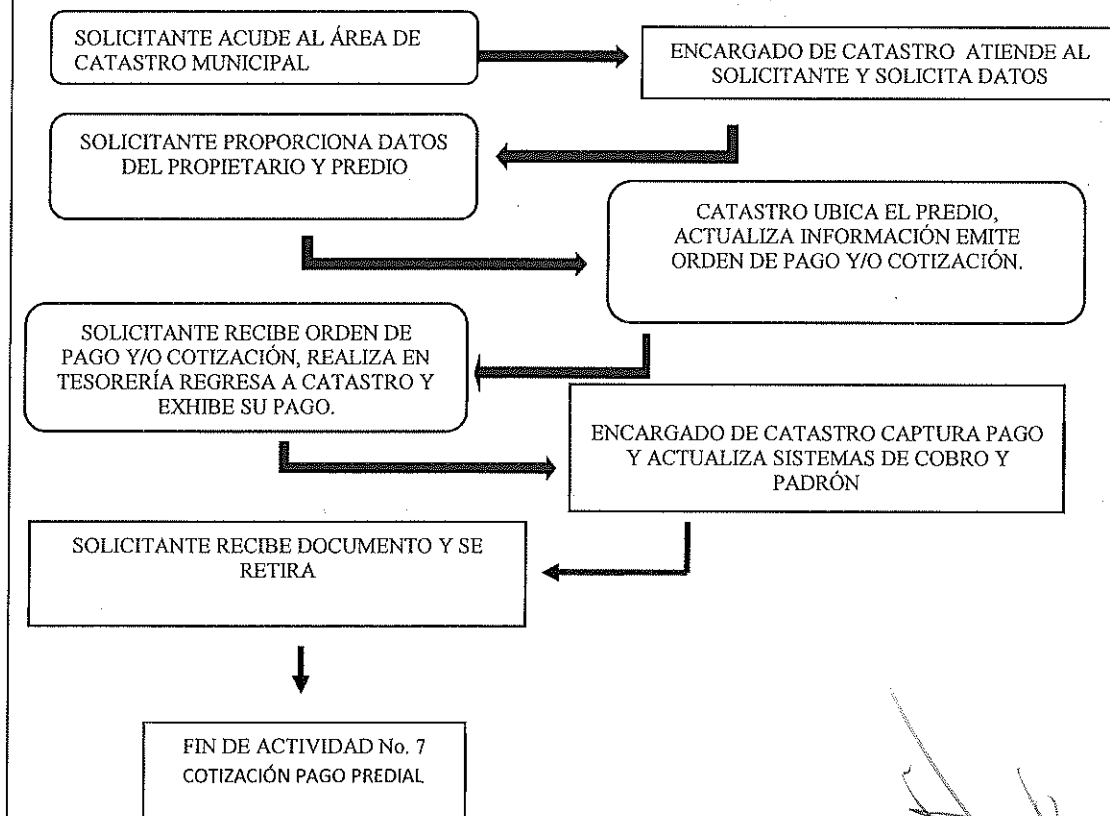 SOLICITANTE ACUDE AL ÁREA DE
CATASTRO MUNICIPAL
ENCARGADO DE CATASTRO ATIENDE AL
SOLICITANTE Y SOLICITA DATOS
SOLICITANTE PROPORCIONA DATOS
DEL PROPIETARIO Y PREDIO
CATASTRO UBICA EL PREDIO,
ACTUALIZA INFORMACIÓN EMITE
ORDEN DE PAGO Y/O COTIZACIÓN.
SOLICITANTE RECIBE ORDEN DE
PAGO Y/O COTIZACIÓN, REALIZA EN
TESORERÍA REGRESA A CATASTRO Y
EXHIBE SU PAGO.
ENCARGADO DE CATASTRO CAPTURA PAGO
Y ACTUALIZA SISTEMAS DE COBRO Y
PADRÓN
SOLICITANTE RECIBE DOCUMENTO Y SE
RETIRA
FIN DE ACTIVIDAD No. 7
COTIZACIÓN PAGO PREDIAL